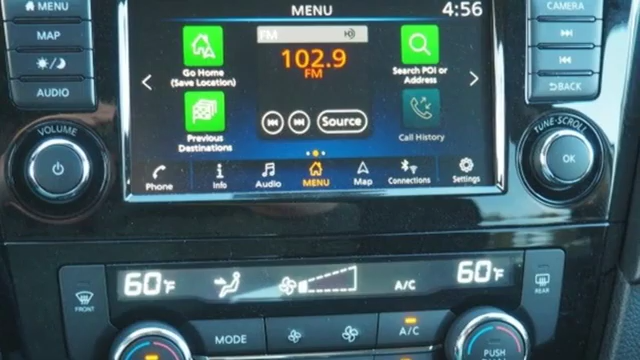 MENU
MENU
4:56
CAMERA
MAP
AUDIO
BACK
FM
102.9
FM
Go Home
(Save Location)
Search POI or
Address
Source
Previous
Destinations
Call History
VOLUME
TUNE·SCROLL
OK
Phone
Info
Audio
MENU
Map
Connections
Settings
60°F
A/C
60°F
FRONT
REAR
MODE
A/C
PUSH